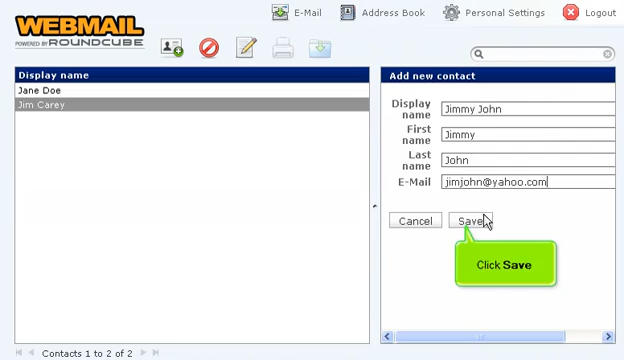 WEBMAIL
POWERED BY ROUNDCUBE
E-Mail
Address Book
Personal Settings
Logout
Display name
Jane Doe
Jim Carey
Add new contact
Display name
Jimmy John
First name
Jimmy
Last name
John
E-Mail
jimjohn@yahoo.com
Cancel
Save
Click Save
Contacts 1 to 2 of 2